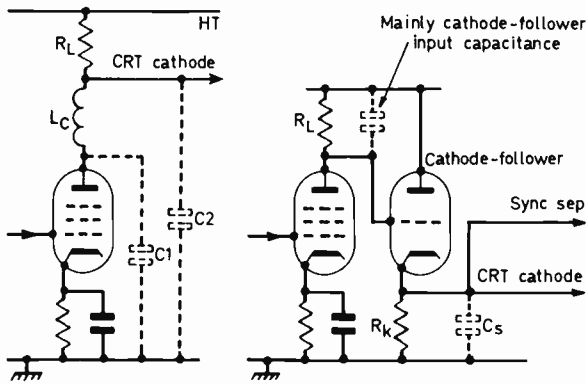 HT
RL
CRT cathode
LC
C1
C2
Mainly cathode-follower
input capacitance
RL
Cathode-follower
Sync sep
CRT cathode
Rk
Cs